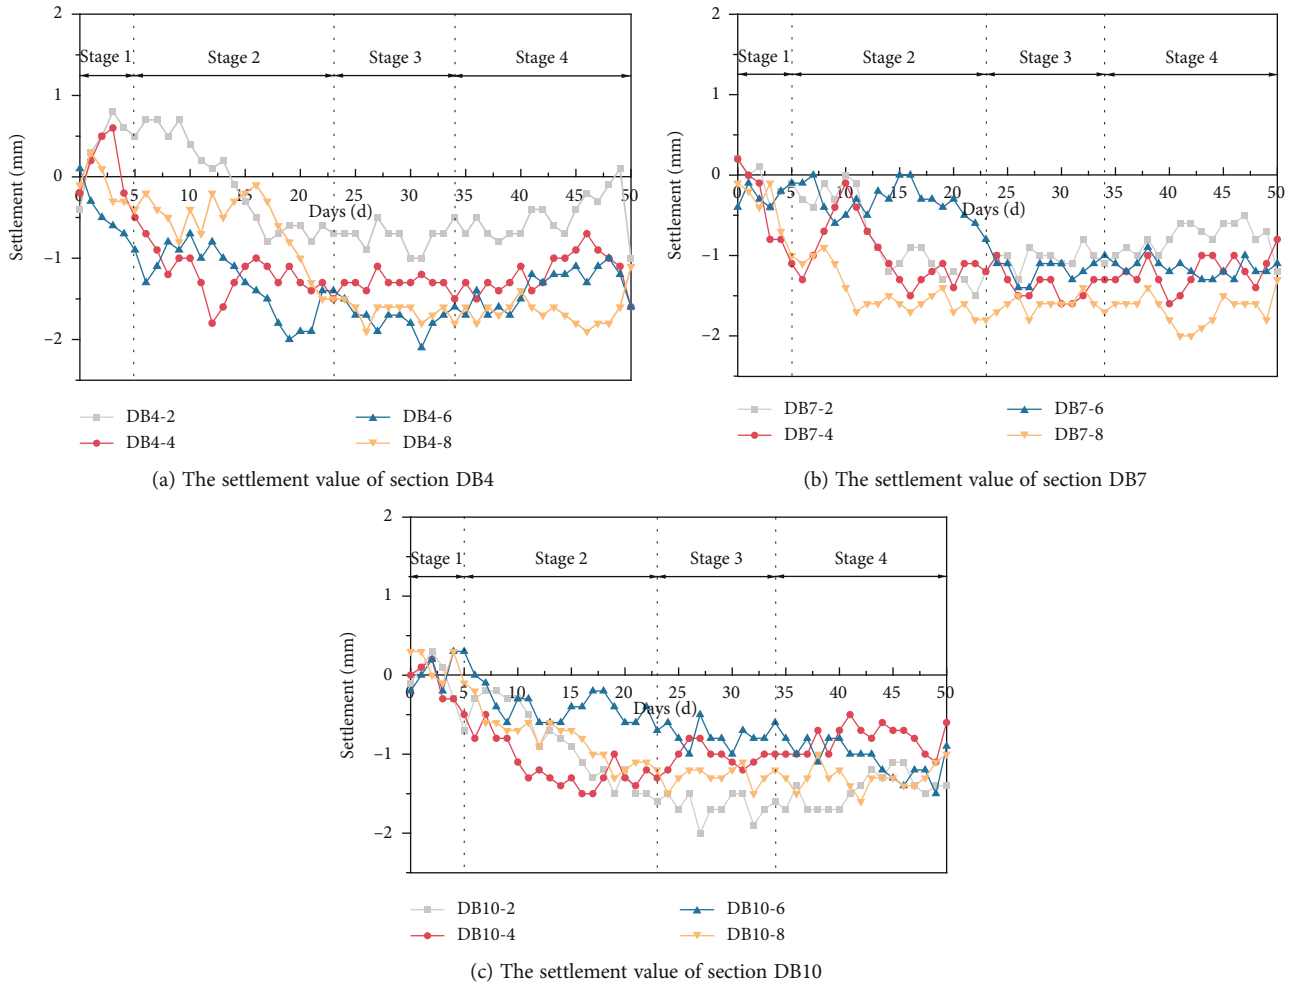 2
1
0
−1
−2
Settlement (mm)
Stage 1
Stage 2
Stage 3
Stage 4
0 5 10 15 20 25 30 35 40 45 50
Days (d)
DB4-2
DB4-4
DB4-6
DB4-8
(a) The settlement value of section DB4
2
1
0
−1
−2
Settlement (mm)
Stage 1
Stage 2
Stage 3
Stage 4
0 5 10 15 20 25 30 35 40 45 50
Days (d)
DB7-2
DB7-4
DB7-6
DB7-8
(b) The settlement value of section DB7
2
1
0
−1
−2
Settlement (mm)
Stage 1
Stage 2
Stage 3
Stage 4
0 5 10 15 20 25 30 35 40 45 50
Days (d)
DB10-2
DB10-4
DB10-6
DB10-8
(c) The settlement value of section DB10